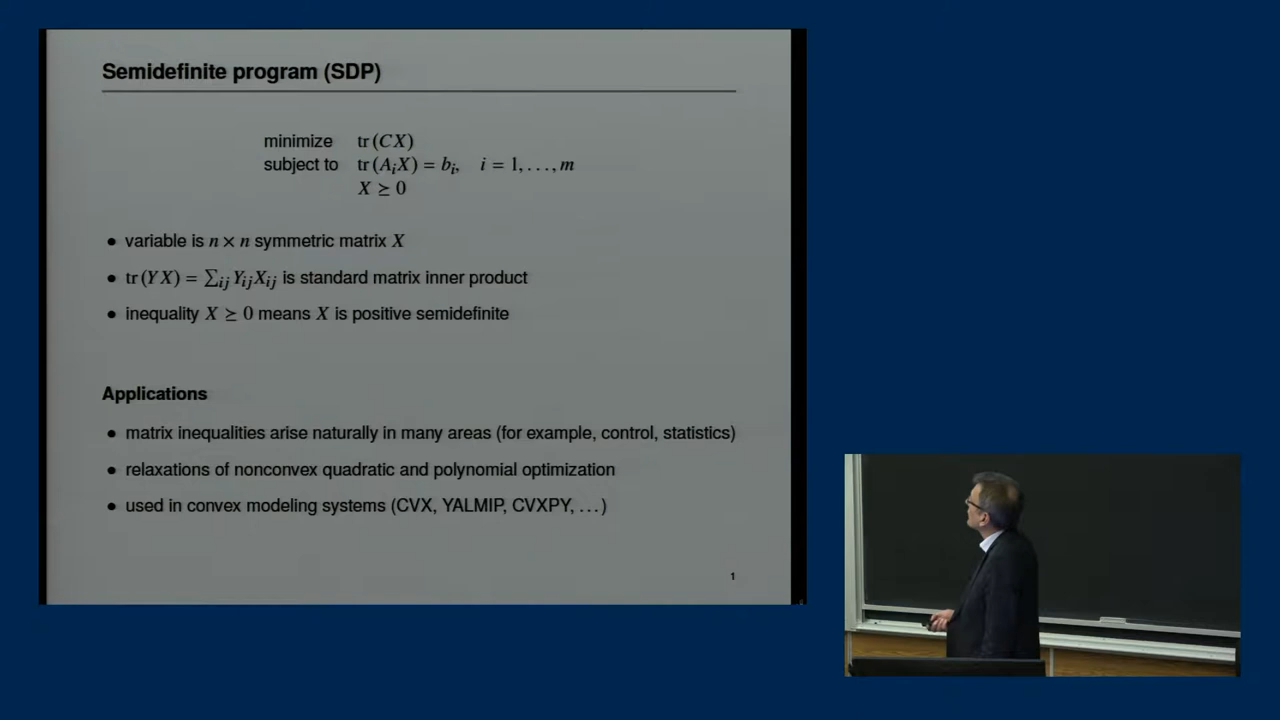 Semidefinite program (SDP)
minimize tr (CX)
subject to tr (A_iX) = b_i, i = 1, . . . , m
X ⪰ 0
• variable is n × n symmetric matrix X
• tr (YX) = ∑_ij Y_ij X_ij is standard matrix inner product
• inequality X ⪰ 0 means X is positive semidefinite
Applications
• matrix inequalities arise naturally in many areas (for example, control, statistics)
• relaxations of nonconvex quadratic and polynomial optimization
• used in convex modeling systems (CVX, YALMIP, CVXPY, . . . )
1